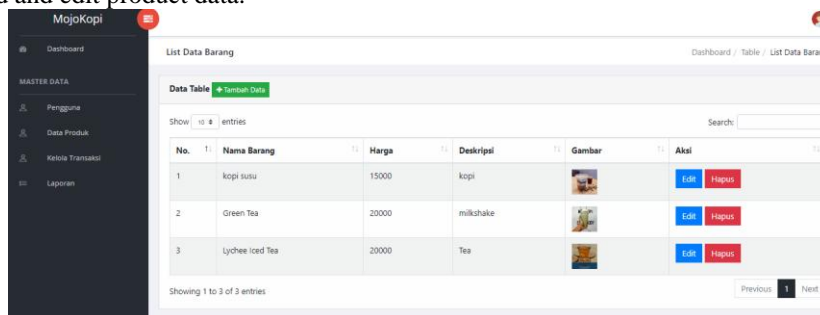 and edit product data.
MojoKopi
Dashboard
List Data Barang
Dashboard / Table / List Data Baran
MASTER DATA
Data Table + Tambah Data
Pengguna
Show 10 entries
Search:
Data Produk
No. Nama Barang Harga Deskripsi Gambar Aksi
Kelola Transaksi
1 kopi susu 15000 kopi Edit Hapus
Laporan
2 Green Tea 20000 milkshake Edit Hapus
3 Lychee Iced Tea 20000 Tea Edit Hapus
Showing 1 to 3 of 3 entries
Previous 1 Next